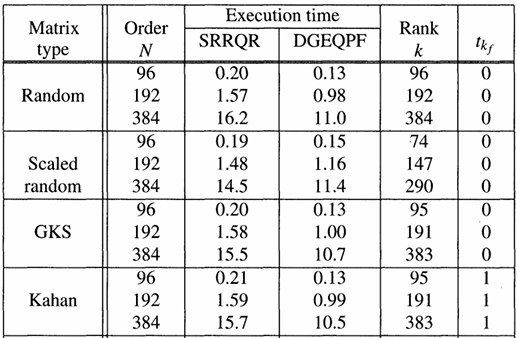 Matrix type Order N Execution time Rank k t_{k_f}
SRRQR DGEQPF
Random 96 0.20 0.13 96 0
192 1.57 0.98 192 0
384 16.2 11.0 384 0
Scaled random 96 0.19 0.15 74 0
192 1.48 1.16 147 0
384 14.5 11.4 290 0
GKS 96 0.20 0.13 95 0
192 1.58 1.00 191 0
384 15.5 10.7 383 0
Kahan 96 0.21 0.13 95 1
192 1.59 0.99 191 1
384 15.7 10.5 383 1